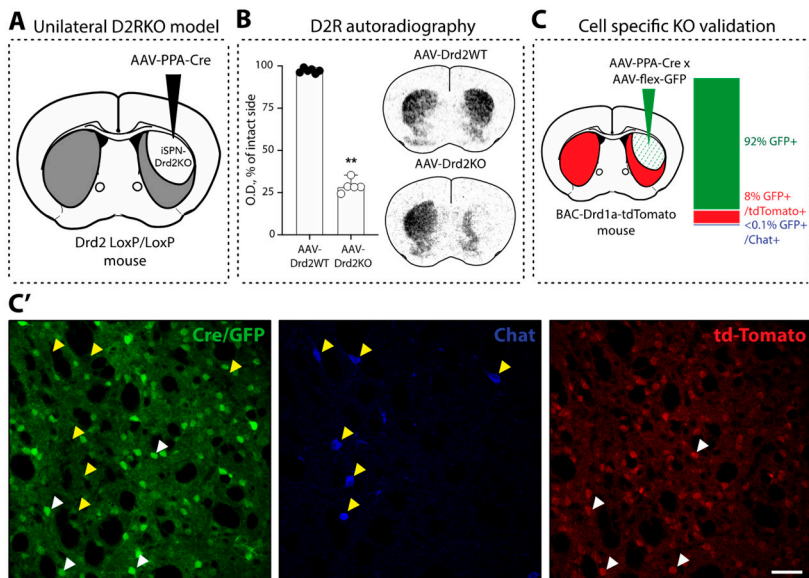 A Unilateral D2RKO model
AAV-PPA-Cre
iSPN-
Drd2KO
Drd2 LoxP/LoxP
mouse
B D2R autoradiography
O.D., % of intact side
100
75
50
25
0
**
AAV-
Drd2WT
AAV-
Drd2KO
AAV-Drd2WT
AAV-Drd2KO
C Cell specific KO validation
AAV-PPA-Cre x
AAV-flex-GFP
BAC-Drd1a-tdTomato
mouse
92% GFP+
8% GFP+
/tdTomato+
<0.1% GFP+
/Chat+
C'
Cre/GFP
Chat
td-Tomato